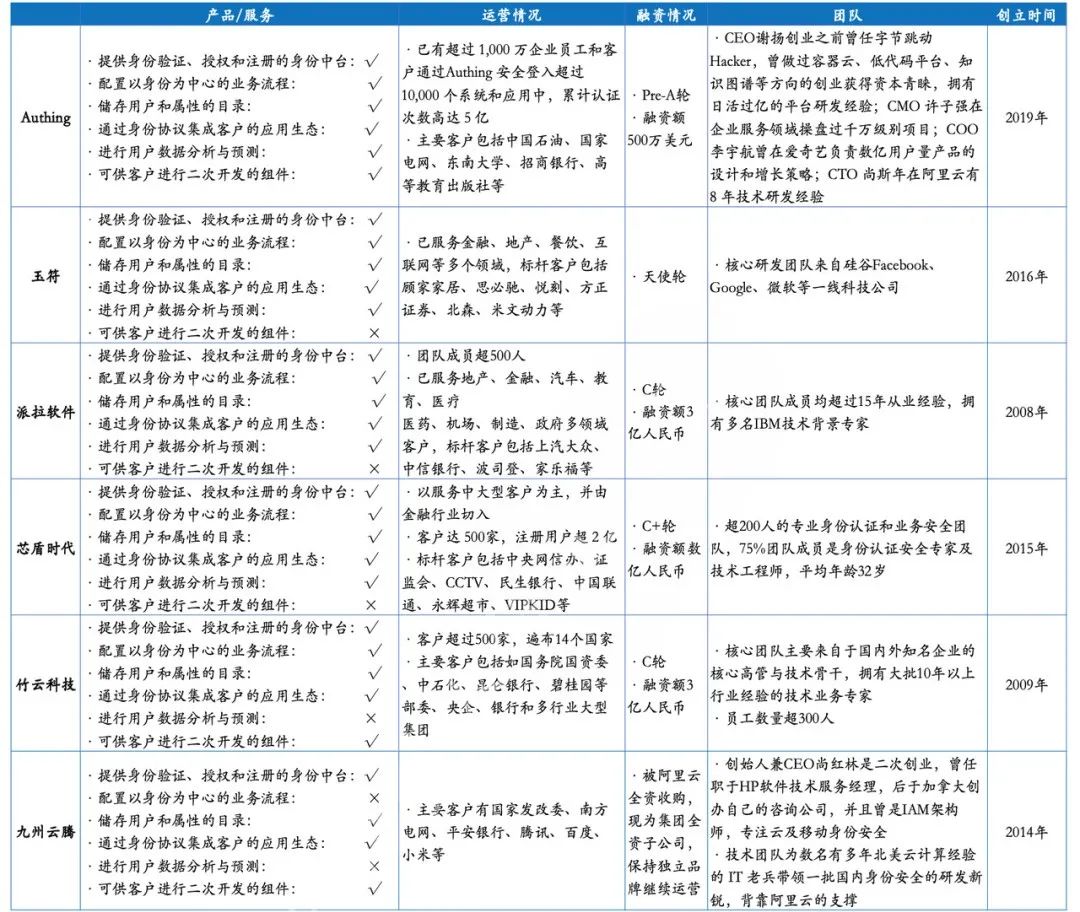 产品/服务
运营情况
融资情况
团队
创立时间
Authing
· 提供身份验证、授权和注册的身份中台：√
· 配置以身份为中心的业务流程： √
· 储存用户和属性的目录： √
· 通过身份协议集成客户的应用生态： √
· 进行用户数据分析与预测： √
· 可供客户进行二次开发的组件： √
· 已有超过 1,000 万企业员工和客
户通过Authing 安全登入超过
10,000 个系统和应用中，累计认证
次数高达 5 亿
· 主要客户包括中国石油、国家
电网、东南大学、招商银行、高
等教育出版社等
· Pre-A轮
· 融资额
500万美元
· CEO谢扬创业之前曾任字节跳动
Hacker，曾做过容器云、低代码平台、知
识图谱等方向的创业获得资本青睐，拥有
日活过亿的平台研发经验；CMO 许子强在
企业服务领域操盘过千万级别项目；COO
李宇航曾在爱奇艺负责数亿用户量产品的
设计和增长策略；CTO 尚斯年在阿里云有
8 年技术研发经验
2019年
玉符
· 提供身份验证、授权和注册的身份中台：√
· 配置以身份为中心的业务流程： √
· 储存用户和属性的目录： √
· 通过身份协议集成客户的应用生态： √
· 进行用户数据分析与预测： √
· 可供客户进行二次开发的组件： ×
· 已服务金融、地产、餐饮、互
联网等多个领域，标杆客户包括
顾家家居、思必驰、悦刻、方正
证券、北森、米文动力等
· 天使轮
· 核心研发团队来自硅谷Facebook、
Google、微软等一线科技公司
2016年
派拉软件
· 提供身份验证、授权和注册的身份中台：√
· 配置以身份为中心的业务流程： √
· 储存用户和属性的目录： √
· 通过身份协议集成客户的应用生态： √
· 进行用户数据分析与预测： √
· 可供客户进行二次开发的组件： ×
· 团队成员超500人
· 已服务地产、金融、汽车、教
育、医疗
医药、机场、制造、政府多领域
客户，标杆客户包括上汽大众、
中信银行、波司登、家乐福等
· C轮
· 融资额3
亿人民币
· 核心团队成员均超过15年从业经验，拥
有多名IBM技术背景专家
2008年
芯盾时代
· 提供身份验证、授权和注册的身份中台：√
· 配置以身份为中心的业务流程： √
· 储存用户和属性的目录： √
· 通过身份协议集成客户的应用生态： √
· 进行用户数据分析与预测： √
· 可供客户进行二次开发的组件： ×
· 以服务中大型客户为主，并由
金融行业切入
· 客户达 500家，注册用户超 2 亿
· 标杆客户包括中央网信办、证
监会、CCTV、民生银行、中国联
通、永辉超市、VIPKID等
· C+轮
· 融资额数
亿人民币
· 超200人的专业身份认证和业务安全团
队，75%团队成员是身份认证安全专家及
技术工程师，平均年龄32岁
2015年
竹云科技
· 提供身份验证、授权和注册的身份中台：√
· 配置以身份为中心的业务流程： √
· 储存用户和属性的目录： √
· 通过身份协议集成客户的应用生态： √
· 进行用户数据分析与预测： ×
· 可供客户进行二次开发的组件： √
· 客户超过500家，遍布14个国家
· 主要客户包括如国务院国资委
、中石化、昆仑银行、碧桂园等
部委、央企、银行和多行业大型
集团
· C轮
· 融资额3
亿人民币
· 核心团队主要来自于国内外知名企业的
核心高管与技术骨干，拥有大批10年以上
行业经验的技术业务专家
· 员工数量超300人
2009年
九州云腾
· 提供身份验证、授权和注册的身份中台：√
· 配置以身份为中心的业务流程： ×
· 储存用户和属性的目录： √
· 通过身份协议集成客户的应用生态： √
· 进行用户数据分析与预测： ×
· 可供客户进行二次开发的组件： √
· 主要客户有国家发改委、南方
电网、平安银行、腾讯、百度、
小米等
· 被阿里云
全资收购，
现为集团全
资子公司，
保持独立品
牌继续运营
· 创始人兼CEO尚红林是二次创业，曾任
职于HP软件技术服务经理，后于加拿大创
办自己的咨询公司，并且曾是IAM架构
师，专注云及移动身份安全
· 技术团队为数名有多年北美云计算经验
的 IT 老兵带领一批国内身份安全的研发新
锐，背靠阿里云的支撑
2014年